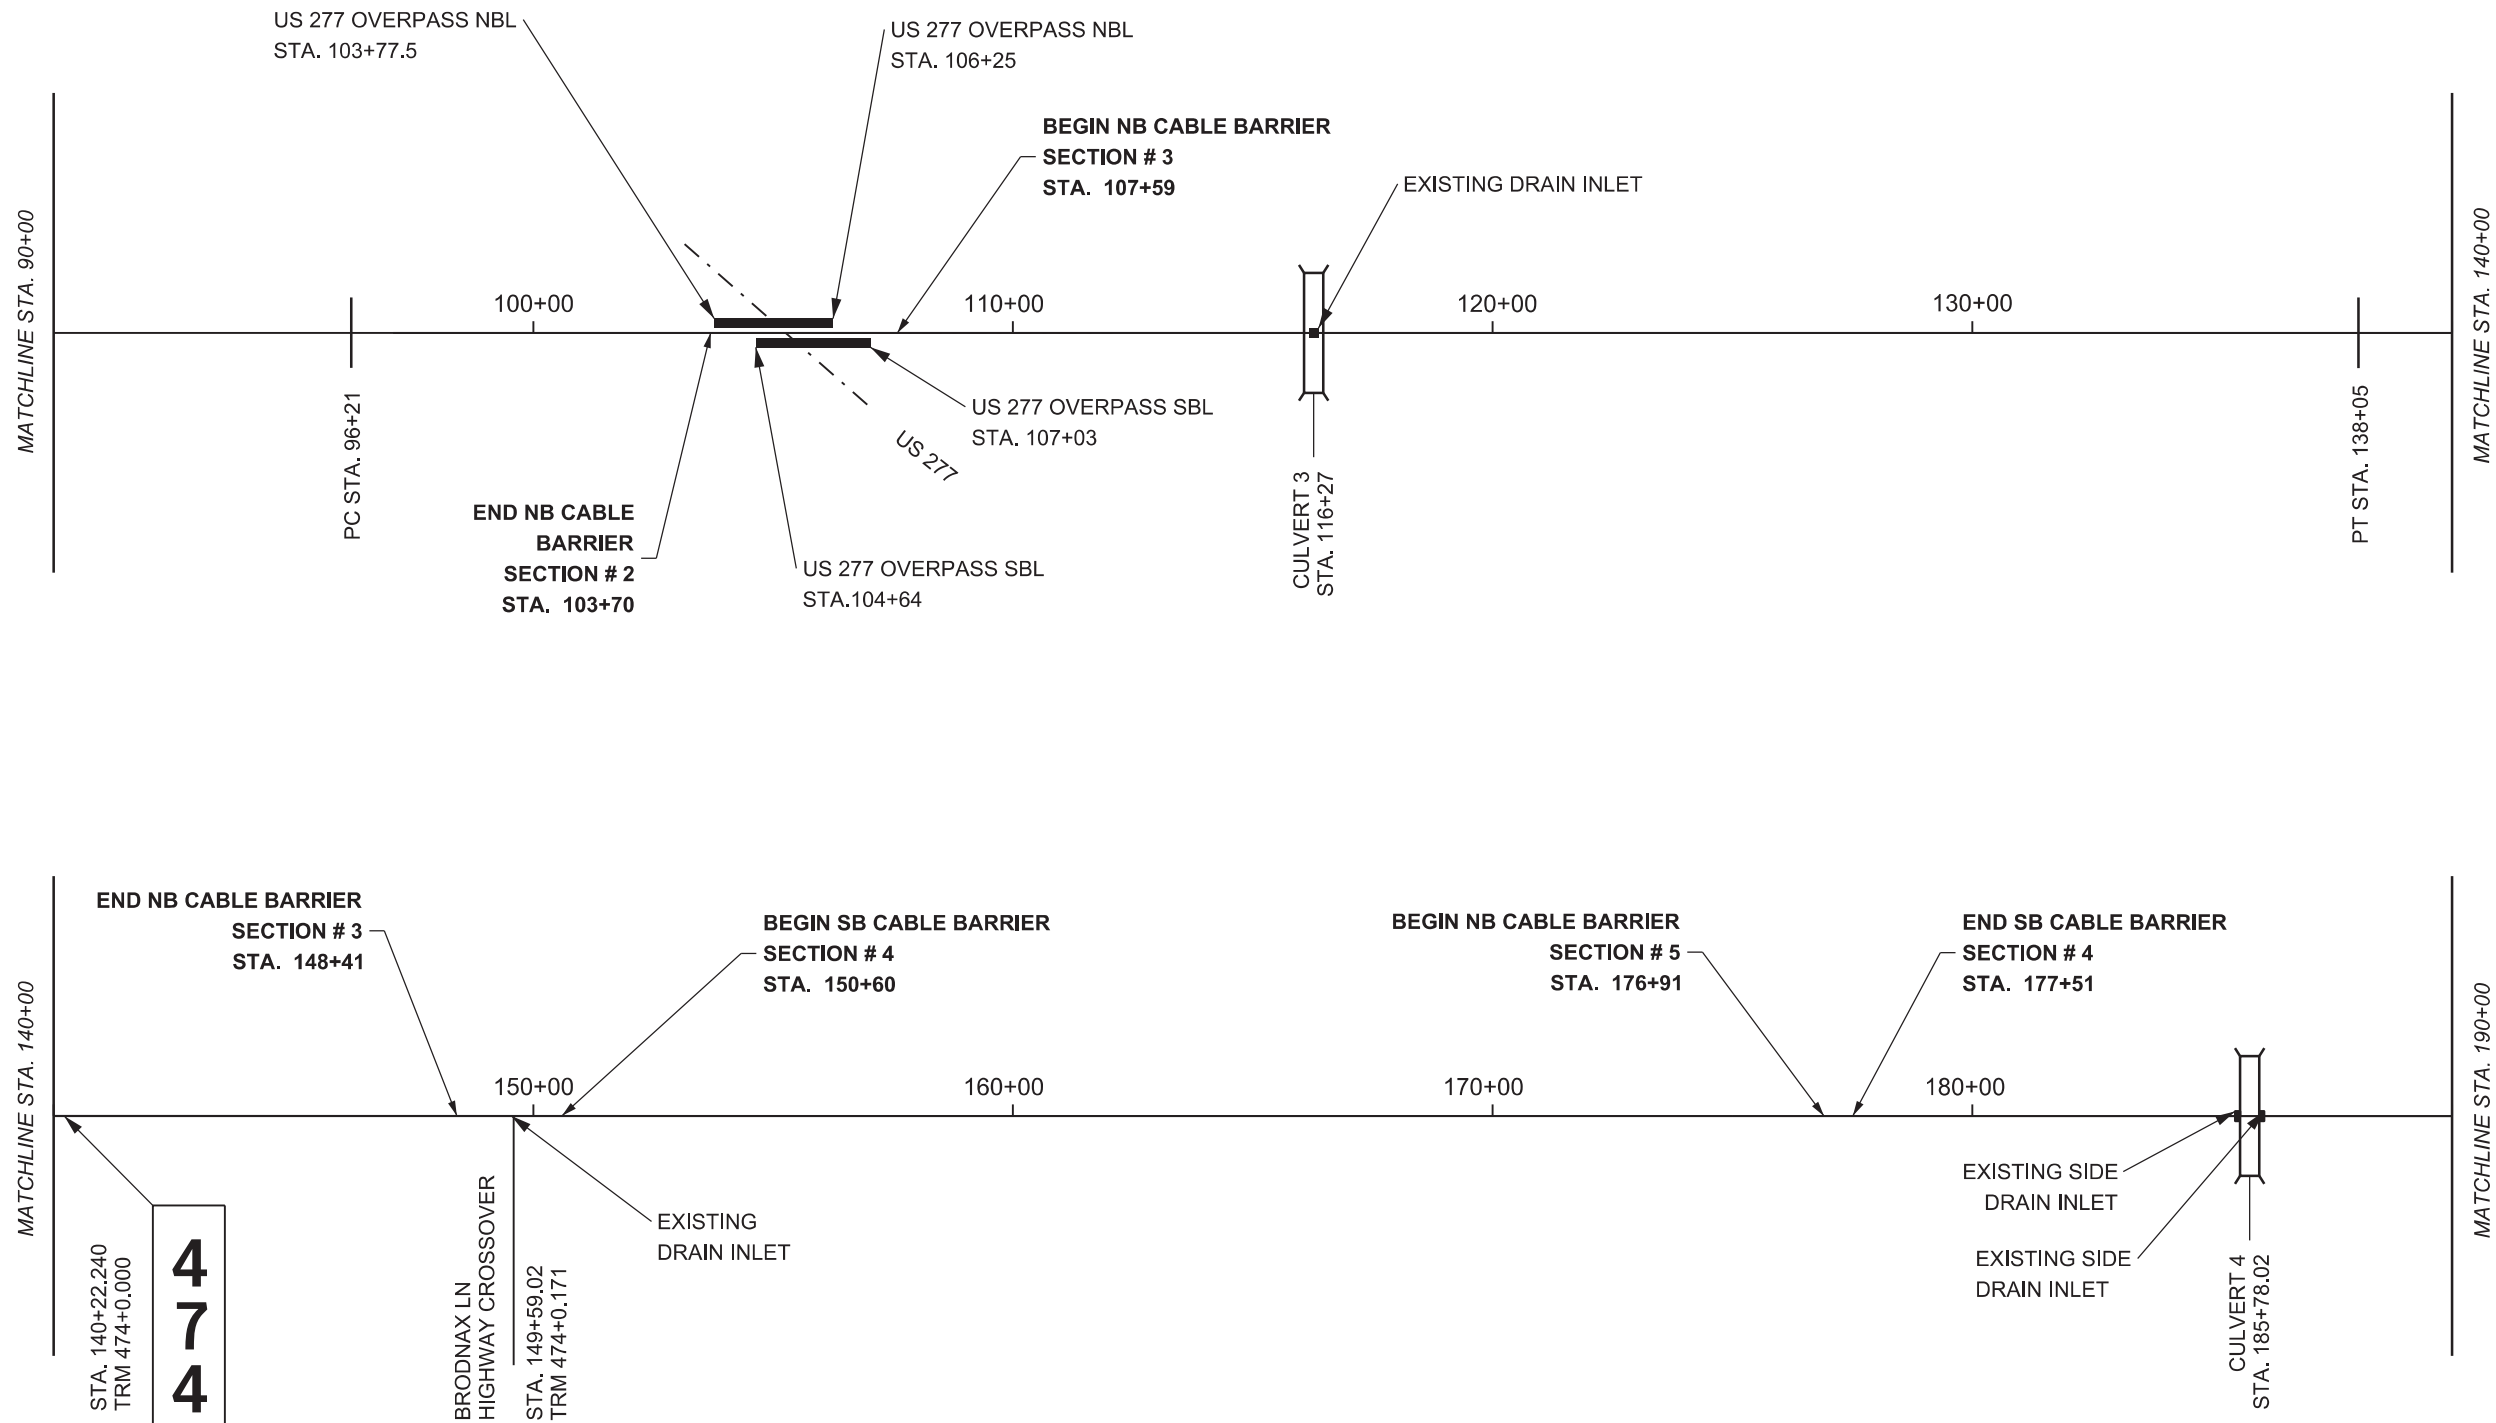 US 277 OVERPASS NBL
STA. 103+77.5
US 277 OVERPASS NBL
STA. 106+25
BEGIN NB CABLE BARRIER
SECTION # 3
STA. 107+59
EXISTING DRAIN INLET
MATCHLINE STA. 90+00
100+00
110+00
120+00
130+00
MATCHLINE STA. 140+00
PC STA. 96+21
END NB CABLE
BARRIER
SECTION # 2
STA. 103+70
US 277 OVERPASS SBL
STA.104+64
US 277 OVERPASS SBL
STA. 107+03
US 277
CULVERT 3
STA. 116+27
PT STA. 138+05
END NB CABLE BARRIER
SECTION # 3
STA. 148+41
BEGIN SB CABLE BARRIER
SECTION # 4
STA. 150+60
BEGIN NB CABLE BARRIER
SECTION # 5
STA. 176+91
END SB CABLE BARRIER
SECTION # 4
STA. 177+51
MATCHLINE STA. 140+00
150+00
160+00
170+00
180+00
MATCHLINE STA. 190+00
STA. 140+22.240
TRM 474+0.000
4
7
4
BRODNAX LN
HIGHWAY CROSSOVER
STA. 149+59.02
TRM 474+0.171
EXISTING
DRAIN INLET
EXISTING SIDE
DRAIN INLET
EXISTING SIDE
DRAIN INLET
CULVERT 4
STA. 185+78.02